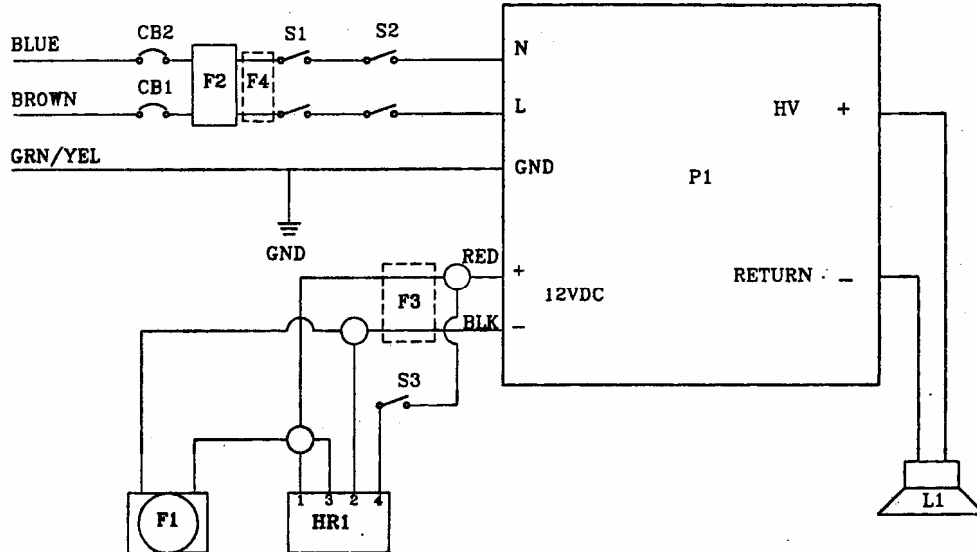 BLUE
CB2
S1
S2
N
F2
F4
BROWN
CB1
L
HV +
GRN/YEL
GND
P1
GND
RED
+
12VDC
RETURN –
F3
BLK
–
S3
1 3 2 4
F1
HR1
L1